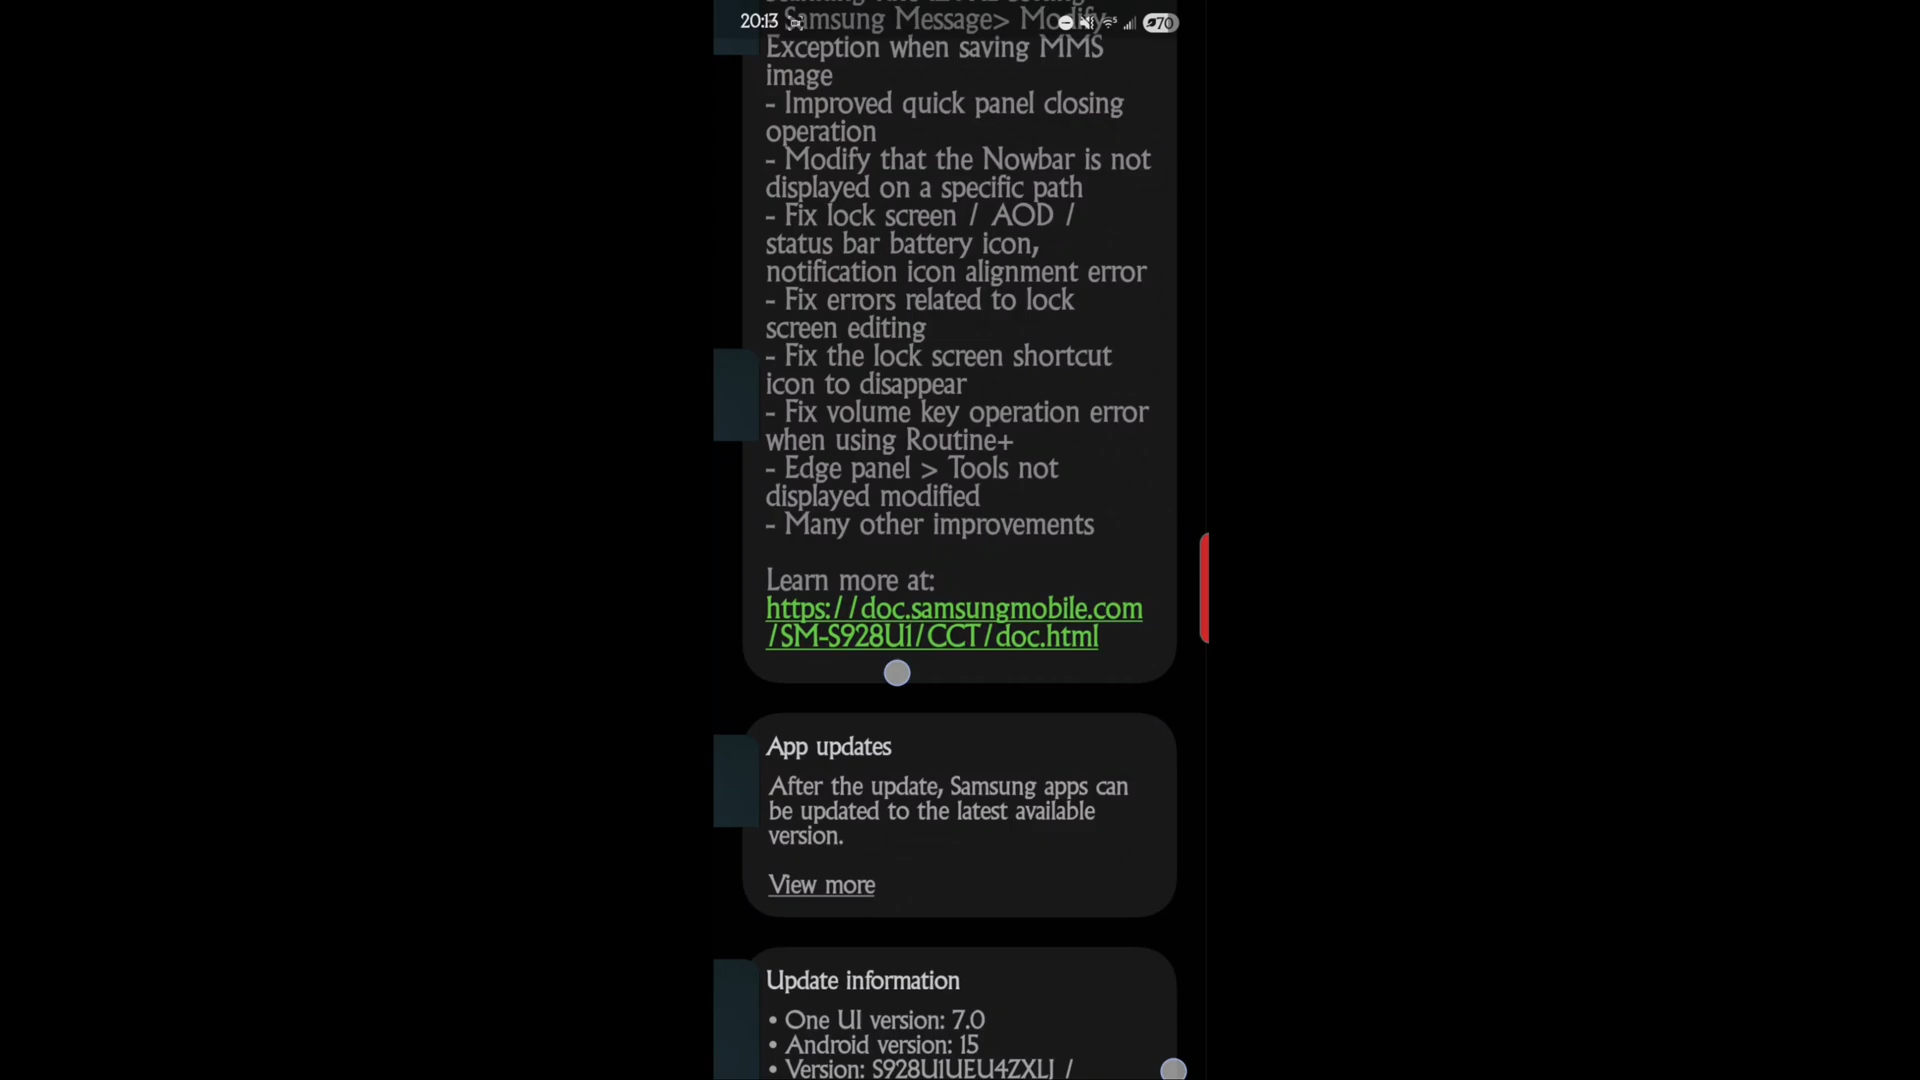 20:13
70
Samsung Message> Modify
Exception when saving MMS
image
- Improved quick panel closing
operation
- Modify that the Nowbar is not
displayed on a specific path
- Fix lock screen / AOD /
status bar battery icon,
notification icon alignment error
- Fix errors related to lock
screen editing
- Fix the lock screen shortcut
icon to disappear
- Fix volume key operation error
when using Routine+
- Edge panel > Tools not
displayed modified
- Many other improvements
Learn more at:
https://doc.samsungmobile.com
/SM-S928U1/CCT/doc.html
App updates
After the update, Samsung apps can
be updated to the latest available
version.
View more
Update information
• One UI version: 7.0
• Android version: 15
• Version: S928U1UEU4ZXLJ /